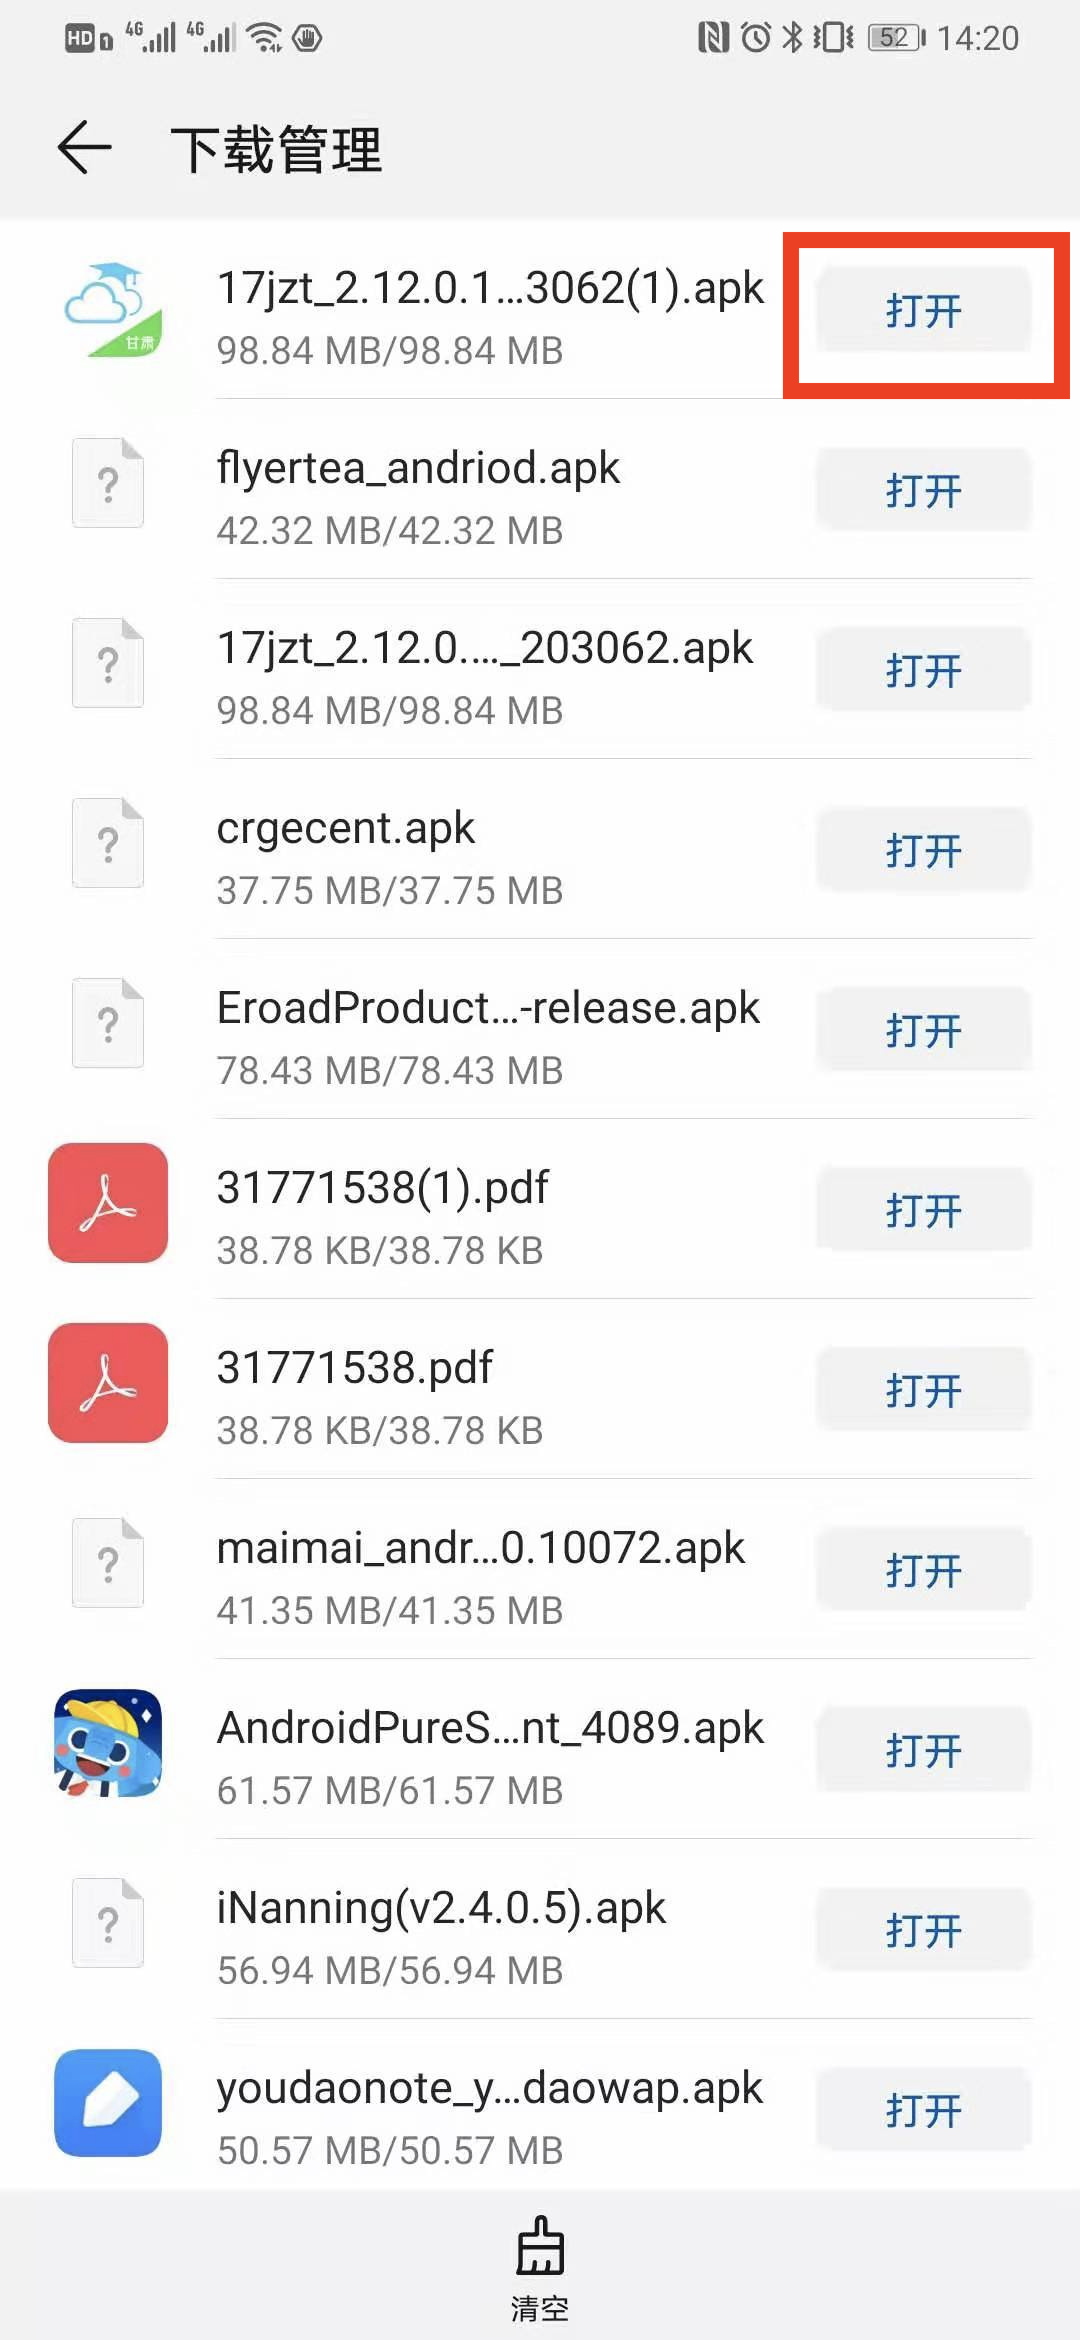 HD 1 4G 4G 52 14:20
下载管理
17jzt_2.12.0.1...3062(1).apk
打开
98.84 MB/98.84 MB
甘肃
flyertea_andriod.apk
打开
42.32 MB/42.32 MB
17jzt_2.12.0...._203062.apk
打开
98.84 MB/98.84 MB
crgecent.apk
打开
37.75 MB/37.75 MB
EroadProduct...-release.apk
打开
78.43 MB/78.43 MB
31771538(1).pdf
打开
38.78 KB/38.78 KB
31771538.pdf
打开
38.78 KB/38.78 KB
maimai_andr...0.10072.apk
打开
41.35 MB/41.35 MB
AndroidPureS...nt_4089.apk
打开
61.57 MB/61.57 MB
iNanning(v2.4.0.5).apk
打开
56.94 MB/56.94 MB
youdaonote_y...daowap.apk
打开
50.57 MB/50.57 MB
清空